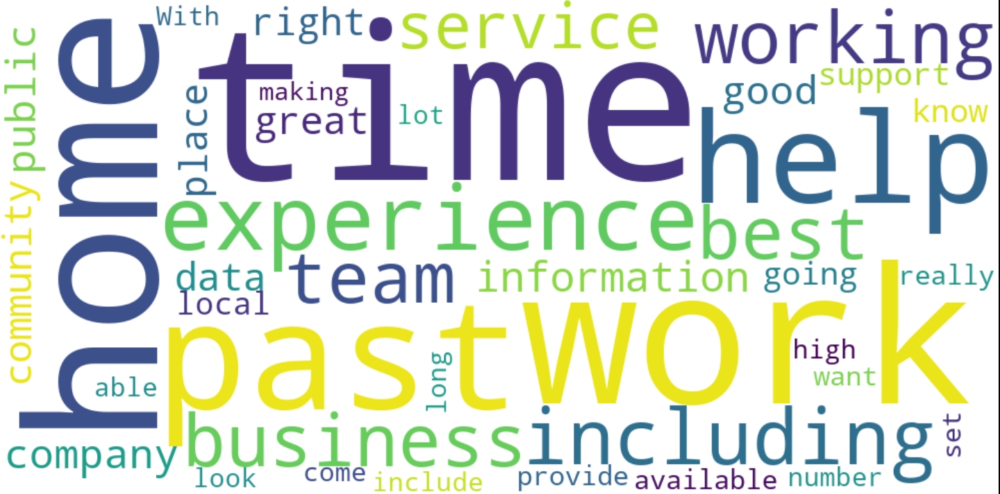 With
right
service
working
public
home
time
support
making
good
place
great
lot
know
help
experience
best
community
data
team
information
going
really
local
past
work
high
long
want
able
business
including
set
company
look
come
include
provide
available
number